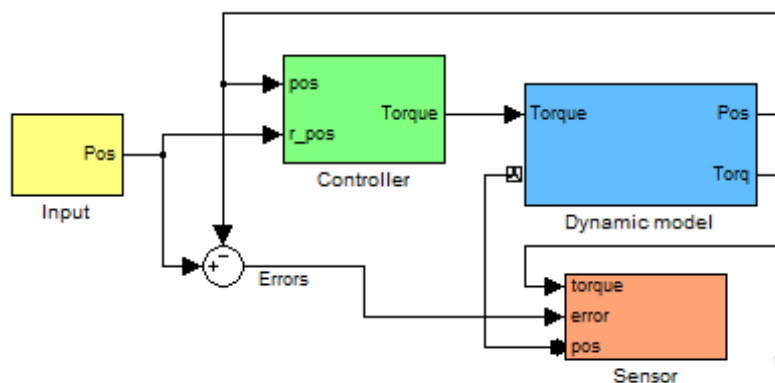 pos
Torque
r_pos
Controller
Pos
Input
Torque
Pos
Torq
Dynamic model
+
−
Errors
torque
error
pos
Sensor